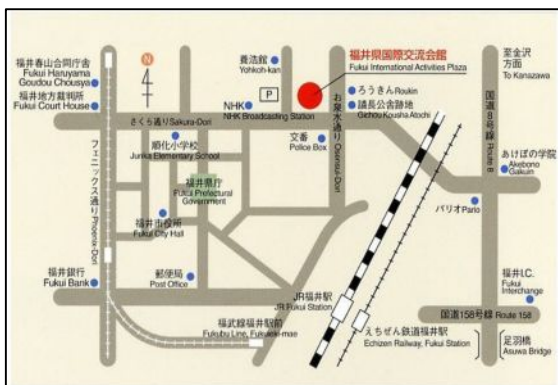 福井春山合同庁舎
Fukui Haruyama
Goudou Chousya
福井地方裁判所
Fukui Court House
N
養浩館
Yohkoh-kan
P
NHK
NHK Broadcasting Station
福井県国際交流会館
Fukui International Activities Plaza
ろうきん Roukin
議長公舎跡地
Gichou Kousha Atochi
至金沢
方面
To Kanazawa
さくら通り Sakura-Dori
順化小学校
Junka Elementary School
交番
Police Box
お泉水通り Osensui-Dori
国道8号線 Route 8
フェニックス通り Phoenix-Dori
福井県庁
Fukui Prefectural
Government
福井市役所
Fukui City Hall
あけぼの学院
Akebono
Gakuin
パリオ Pario
福井銀行
Fukui Bank
郵便局
Post Office
JR福井駅
JR Fukui Station
福井I.C.
Fukui
Interchange
国道158号線 Route 158
福武線福井駅前
Fukubu Line, Fukueki-mae
えちぜん鉄道福井駅
Echizen Railway, Fukui Station
足羽橋
Asuwa Bridge